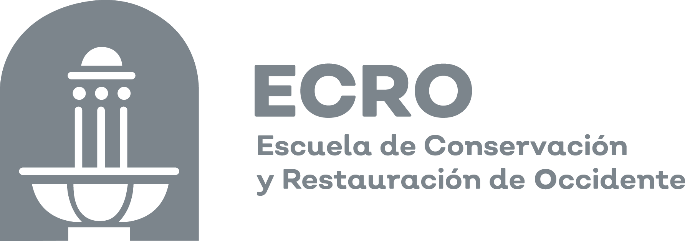 ECRO
Escuela de Conservación
y Restauración de Occidente